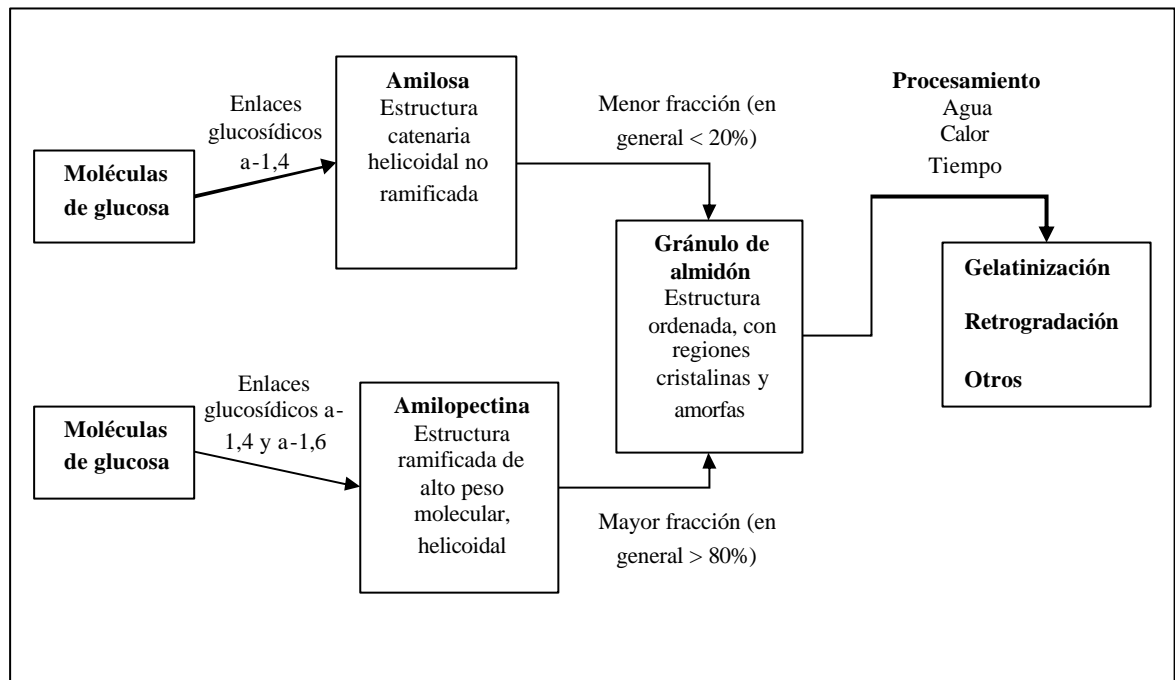 Moléculas
de glucosa
Enlaces
glucosídicos
a-1,4
Amilosa
Estructura
catenaria
helicoidal no
ramificada
Menor fracción (en
general < 20%)
Moléculas
de glucosa
Enlaces
glucosídicos a-
1,4 y a-1,6
Amilopectina
Estructura
ramificada de
alto peso
molecular,
helicoidal
Mayor fracción (en
general > 80%)
Gránulo de
almidón
Estructura
ordenada, con
regiones
cristalinas y
amorfas
Procesamiento
Agua
Calor
Tiempo
Gelatinización
Retrogradación
Otros